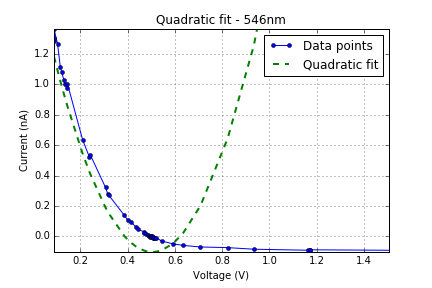 Quadratic fit - 546nm
Data points
Quadratic fit
1.2
1.0
0.8
0.6
0.4
0.2
0.0
Current (nA)
0.2 0.4 0.6 0.8 1.0 1.2 1.4
Voltage (V)